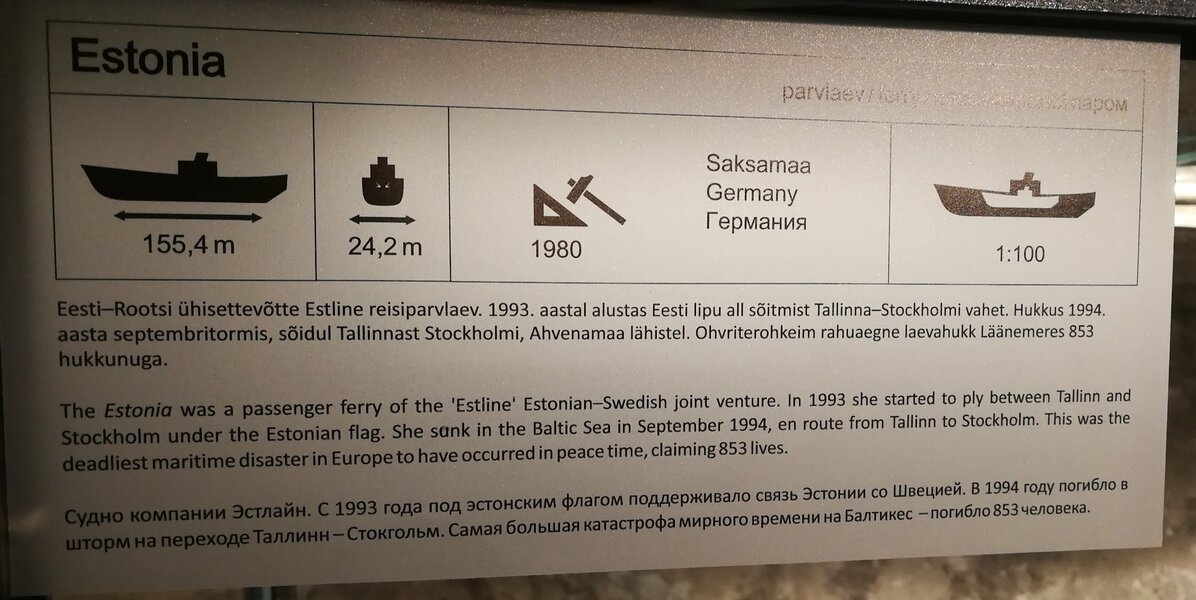 Estonia
parvlaev / ferry / паром
155,4 m
24,2 m
1980
Saksamaa
Germany
Германия
1:100
Eesti–Rootsi ühisettevõtte Estline reisiparvlaev. 1993. aastal alustas Eesti lipu all sõitmist Tallinna–Stockholmi vahet. Hukkus 1994.
aasta septembritormis, sõidul Tallinnast Stockholmi, Ahvenamaa lähistel. Ohvriterohkeim rahuaegne laevahukk Läänemeres 853
hukkunuga.
The Estonia was a passenger ferry of the 'Estline' Estonian–Swedish joint venture. In 1993 she started to ply between Tallinn and
Stockholm under the Estonian flag. She sunk in the Baltic Sea in September 1994, en route from Tallinn to Stockholm. This was the
deadliest maritime disaster in Europe to have occurred in peace time, claiming 853 lives.
Судно компании Эстлайн. С 1993 года под эстонским флагом поддерживало связь Эстонии со Швецией. В 1994 году погибло в
шторм на переходе Таллинн – Стокгольм. Самая большая катастрофа мирного времени на Балтикес – погибло 853 человека.